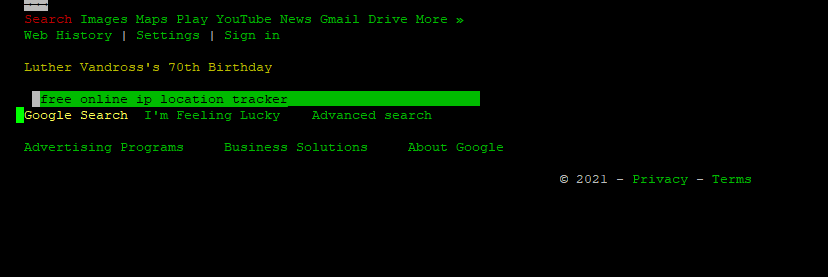 Search Images Maps Play YouTube News Gmail Drive More »
Web History | Settings | Sign in
Luther Vandross's 70th Birthday
free online ip location tracker
Google Search I'm Feeling Lucky Advanced search
Advertising Programs Business Solutions About Google
© 2021 - Privacy - Terms